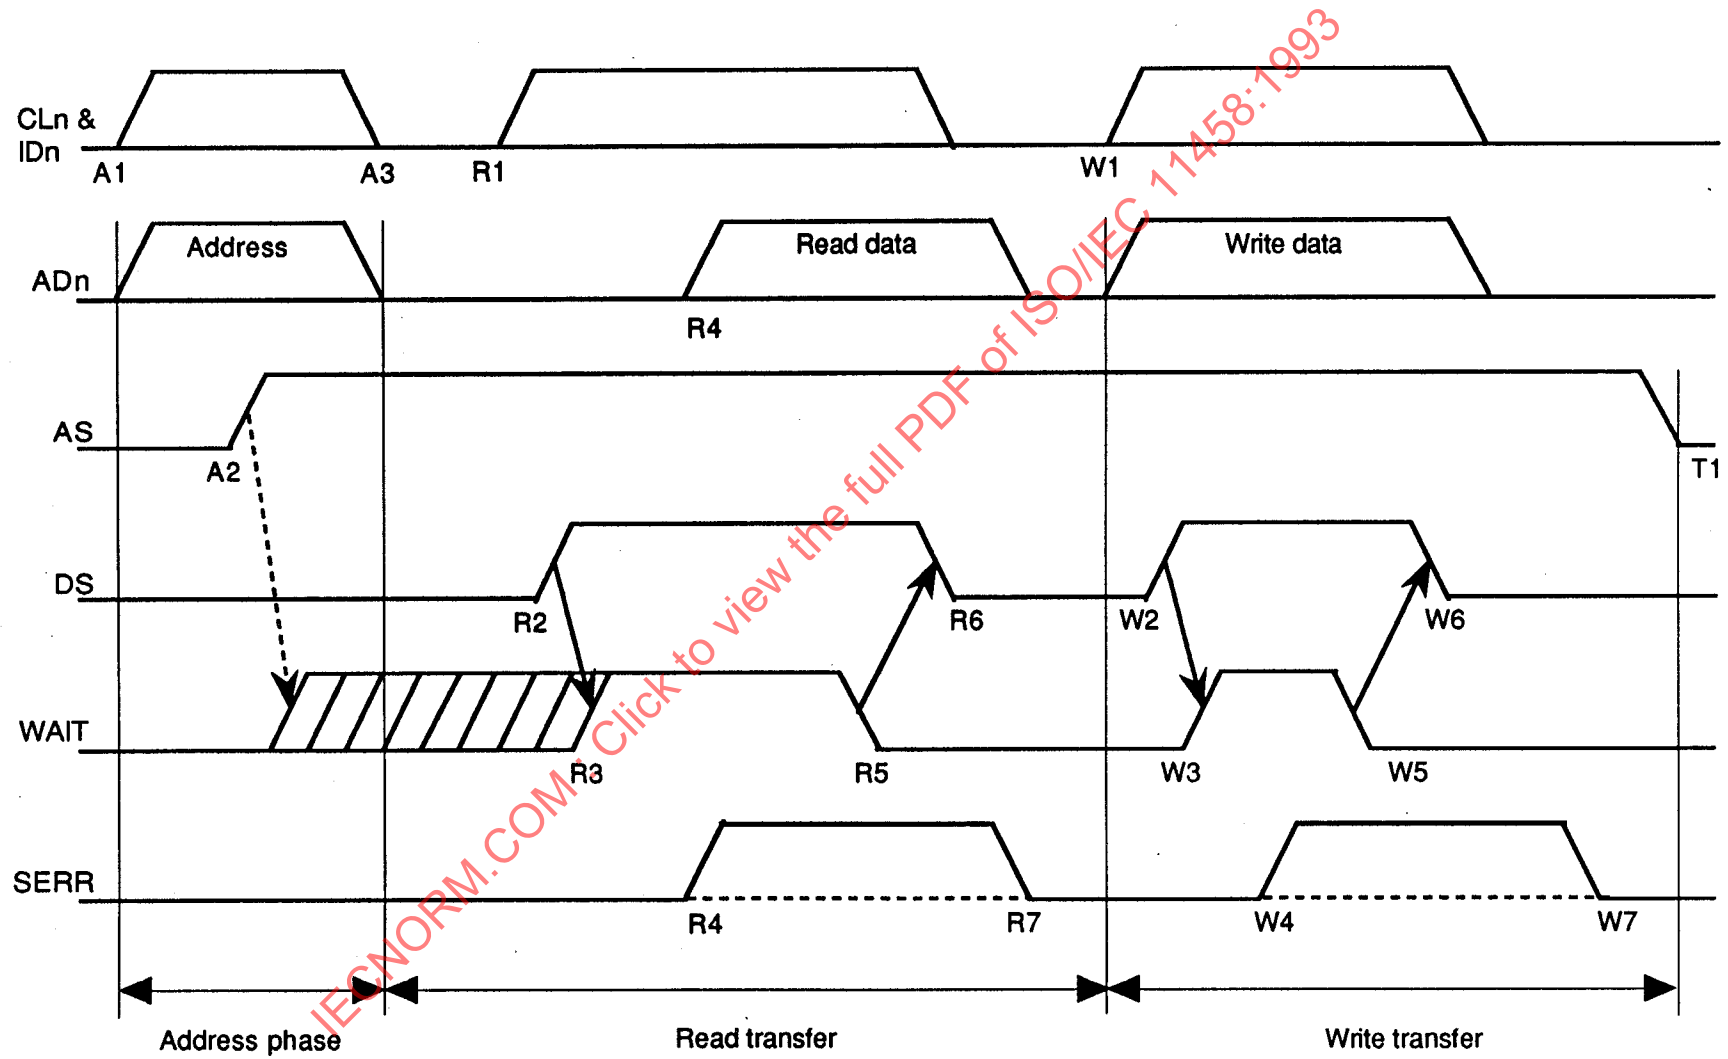 CLn &
IDn
A1
A3
R1
W1
Address
Read data
Write data
ADn
R4
AS
A2
T1
DS
R2
R6
W2
W6
WAIT
R3
R5
W3
W5
SERR
R4
R7
W4
W7
Address phase
Read transfer
Write transfer
IECNORM.COM: Click to view the full PDF of ISO/IEC 11458:1993